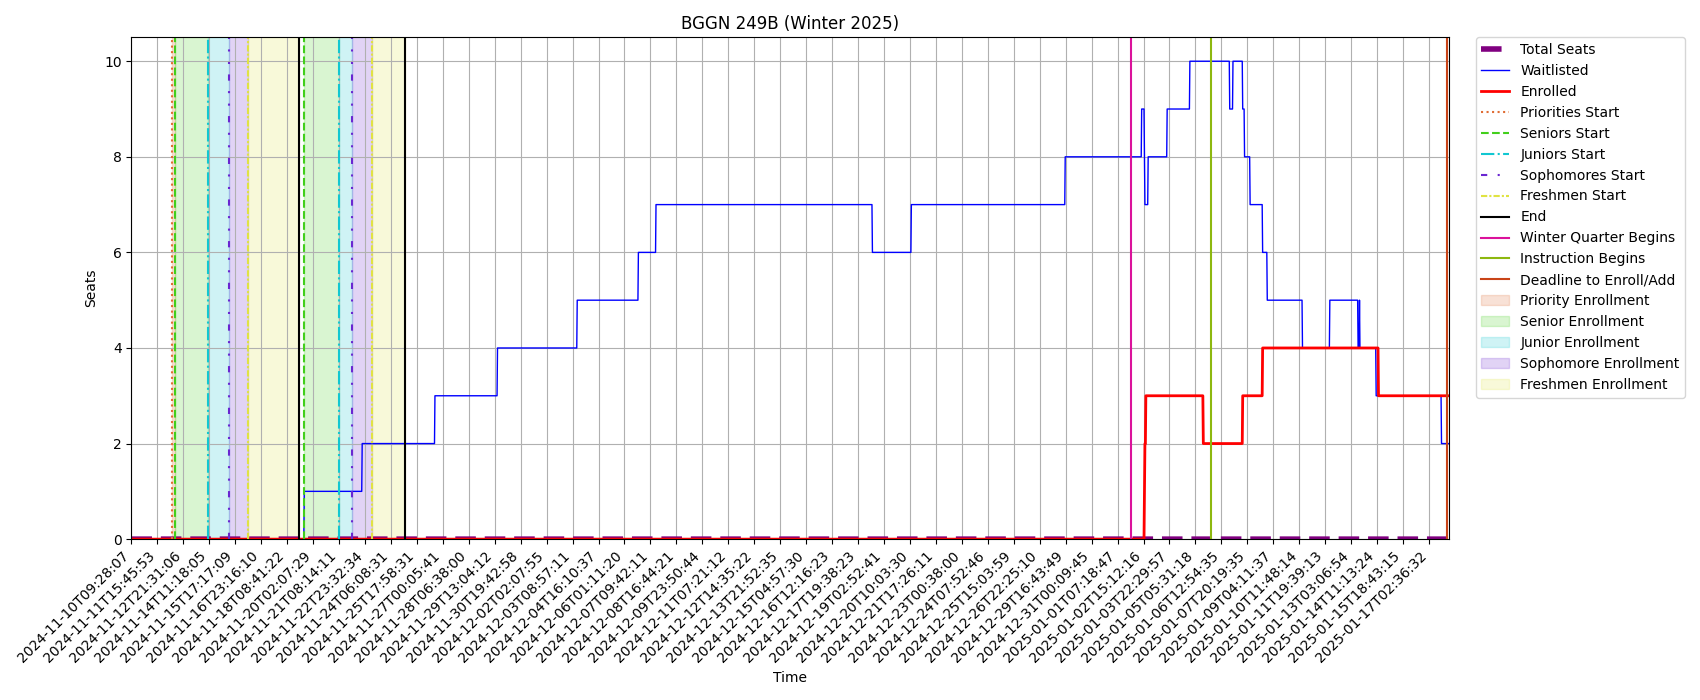 BGGN 249B (Winter 2025)
Seats
10
8
6
4
2
0
2024-11-10T09:28:07
2024-11-11T15:45:53
2024-11-12T21:31:06
2024-11-14T11:18:05
2024-11-15T17:17:09
2024-11-16T23:16:10
2024-11-18T08:41:22
2024-11-20T02:07:29
2024-11-21T08:14:11
2024-11-22T23:32:34
2024-11-24T06:08:31
2024-11-25T17:58:31
2024-11-27T00:05:41
2024-11-28T06:38:00
2024-11-29T13:04:12
2024-11-30T19:42:58
2024-12-02T02:07:55
2024-12-03T08:57:11
2024-12-04T16:10:37
2024-12-06T01:11:20
2024-12-07T09:42:11
2024-12-08T16:44:21
2024-12-09T23:50:44
2024-12-11T07:21:12
2024-12-12T14:35:22
2024-12-13T21:52:35
2024-12-15T04:57:30
2024-12-16T12:16:23
2024-12-17T19:38:23
2024-12-19T02:52:41
2024-12-20T10:03:30
2024-12-21T17:26:11
2024-12-23T00:38:00
2024-12-24T07:52:46
2024-12-25T15:03:59
2024-12-26T22:25:10
2024-12-29T16:43:49
2024-12-31T00:09:45
2025-01-01T07:18:47
2025-01-02T15:12:16
2025-01-03T22:29:57
2025-01-05T05:31:18
2025-01-06T12:54:35
2025-01-07T20:19:35
2025-01-09T04:11:37
2025-01-10T11:48:14
2025-01-11T19:39:13
2025-01-13T03:06:54
2025-01-14T11:13:24
2025-01-15T18:43:15
2025-01-17T02:36:32
Time
Total Seats
Waitlisted
Enrolled
Priorities Start
Seniors Start
Juniors Start
Sophomores Start
Freshmen Start
End
Winter Quarter Begins
Instruction Begins
Deadline to Enroll/Add
Priority Enrollment
Senior Enrollment
Junior Enrollment
Sophomore Enrollment
Freshmen Enrollment